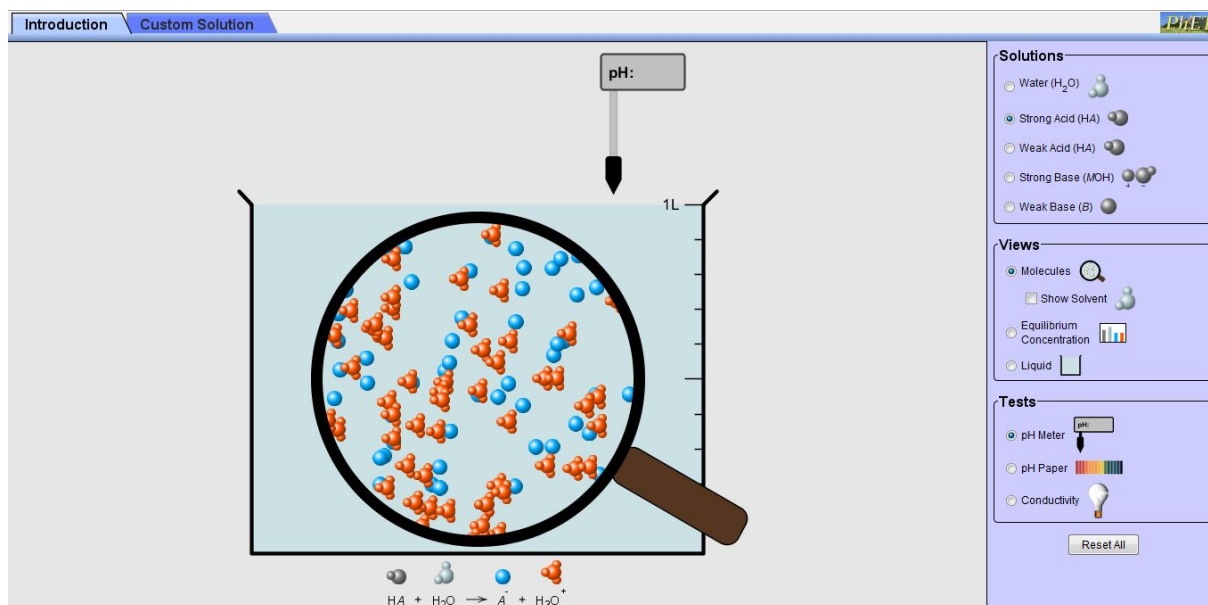 Introduction
Custom Solution
PhET
pH:
1L
HA + H₂O → A⁻ + H₃O⁺
Solutions
Water (H₂O)
Strong Acid (HA)
Weak Acid (HA)
Strong Base (MOH)
+ −
Weak Base (B)
Views
Molecules
Show Solvent
Equilibrium
Concentration
Liquid
Tests
pH Meter
pH:
pH Paper
Conductivity
Reset All